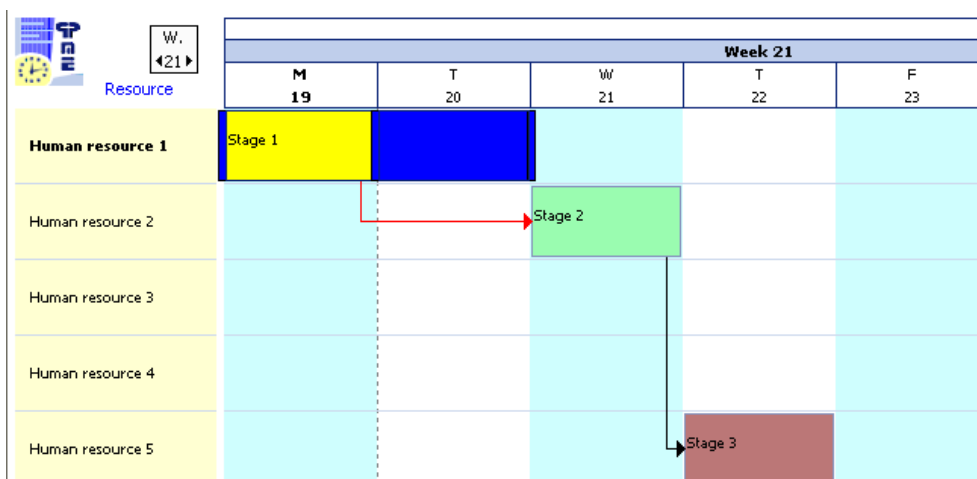 W.
21
Resource
Week 21
M T W T F
19 20 21 22 23
Human resource 1
Stage 1
Human resource 2
Stage 2
Human resource 3
Human resource 4
Human resource 5
Stage 3